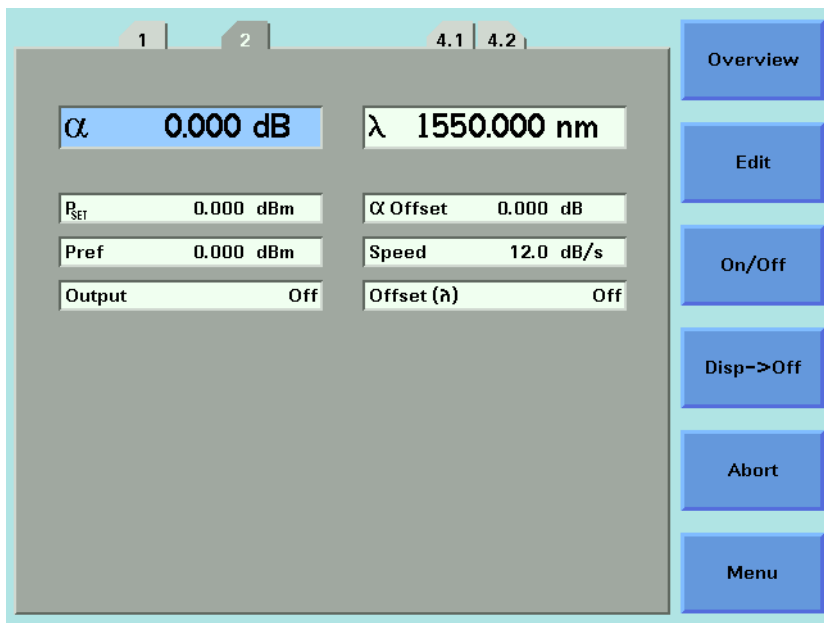 1 2 4.1 4.2
α 0.000 dB
λ 1550.000 nm
PSET 0.000 dBm
α Offset 0.000 dB
Pref 0.000 dBm
Speed 12.0 dB/s
Output Off
Offset (λ) Off
Overview
Edit
On/Off
Disp->Off
Abort
Menu